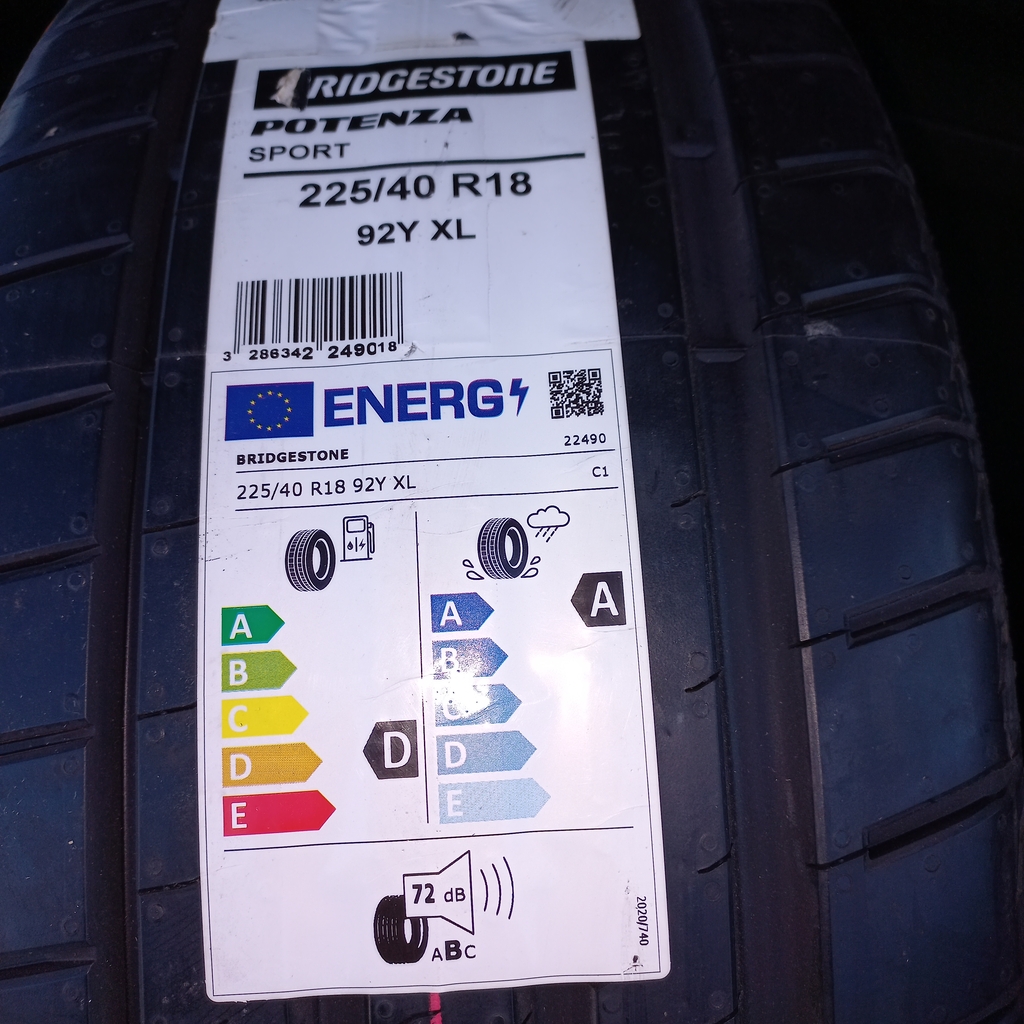 BRIDGESTONE
POTENZA
SPORT
225/40 R18
92Y XL
3 286342 249018
ENERG
BRIDGESTONE
22490
225/40 R18 92Y XL
C1
A
A
A
B
B
C
C
D
D
D
E
E
72 dB
ABC
2020/740